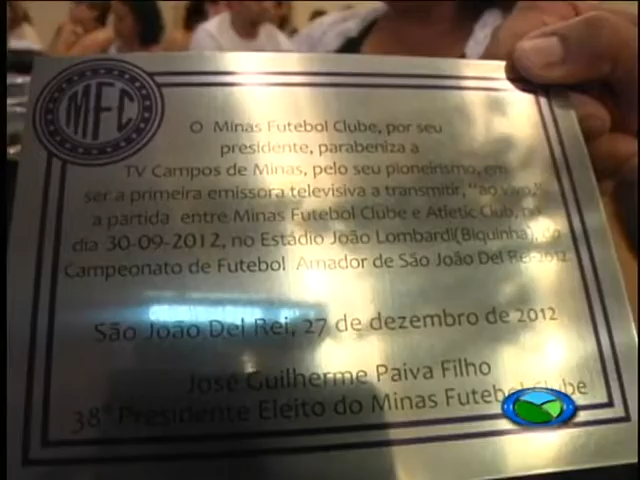 MFC
O Minas Futebol Clube, por seu
presidente, parabeniza a
TV Campos de Minas, pelo seu pioneirismo, em
ser a primeira emissora televisiva a transmitir, "ao vivo",
a partida entre Minas Futebol Clube e Atletic Club, no
dia 30-09-2012, no Estádio João Lombardi(Biquinha), do
Campeonato de Futebol Amador de São João Del Rei-2012
São João Del Rei, 27 de dezembro de 2012
José Guilherme Paiva Filho
38º Presidente Eleito do Minas Futebol Clube